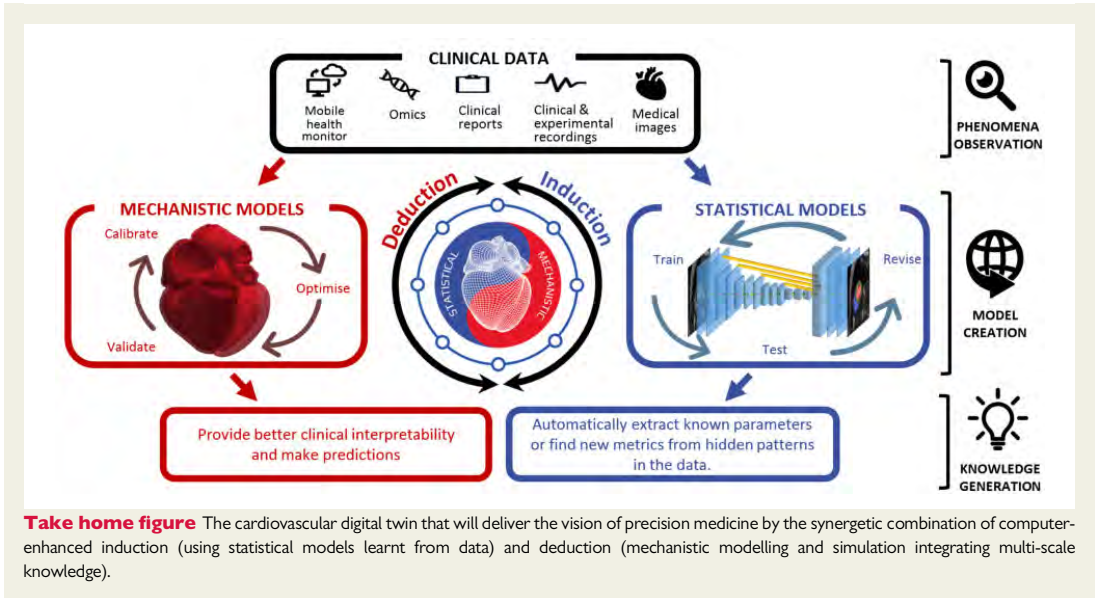 CLINICAL DATA
Mobile
health
monitor
Omics
Clinical
reports
Clinical &
experimental
recordings
Medical
images
PHENOMENA
OBSERVATION
MECHANISTIC MODELS
Calibrate
Optimise
Validate
Deduction
Induction
STATISTICAL
MECHANISTIC
STATISTICAL MODELS
Train
Revise
Test
MODEL
CREATION
Provide better clinical interpretability
and make predictions
Automatically extract known parameters
or find new metrics from hidden patterns
in the data.
KNOWLEDGE
GENERATION
Take home figure The cardiovascular digital twin that will deliver the vision of precision medicine by the synergetic combination of computer-
enhanced induction (using statistical models learnt from data) and deduction (mechanistic modelling and simulation integrating multi-scale
knowledge).